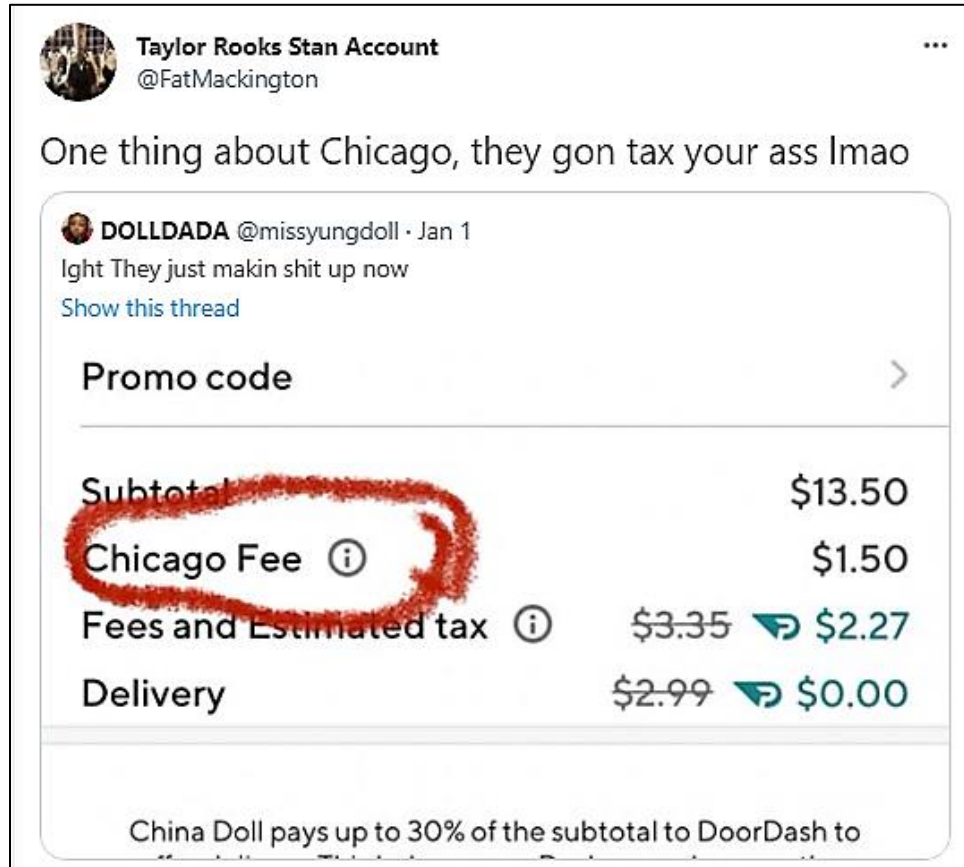 Taylor Rooks Stan Account
@FatMackington
One thing about Chicago, they gon tax your ass lmao
DOLLDADA @missyungdoll · Jan 1
Ight They just makin shit up now
Show this thread
Promo code
Subtotal $13.50
Chicago Fee $1.50
Fees and Estimated tax $3.35 $2.27
Delivery $2.99 $0.00
China Doll pays up to 30% of the subtotal to DoorDash to